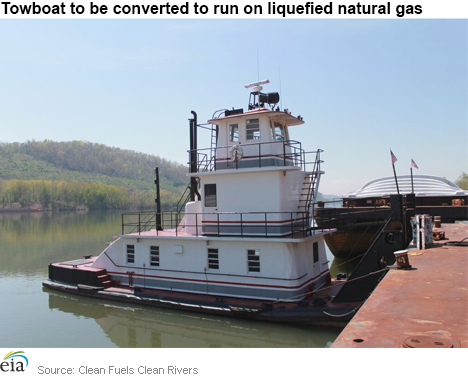 Towboat to be converted to run on liquefied natural gas
eia
Source: Clean Fuels Clean Rivers